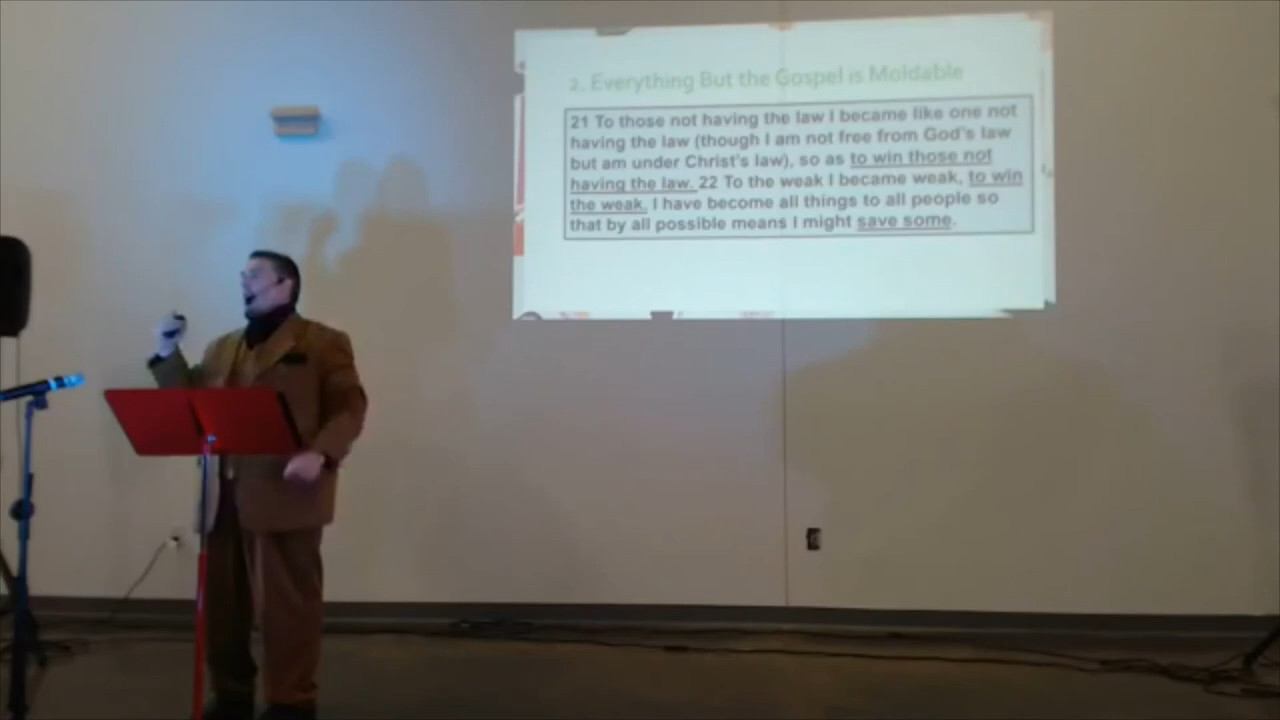 2. Everything But the Gospel is Moldable
21 To those not having the law I became like one not
having the law (though I am not free from God's law
but am under Christ's law), so as to win those not
having the law. 22 To the weak I became weak, to win
the weak. I have become all things to all people so
that by all possible means I might save some.